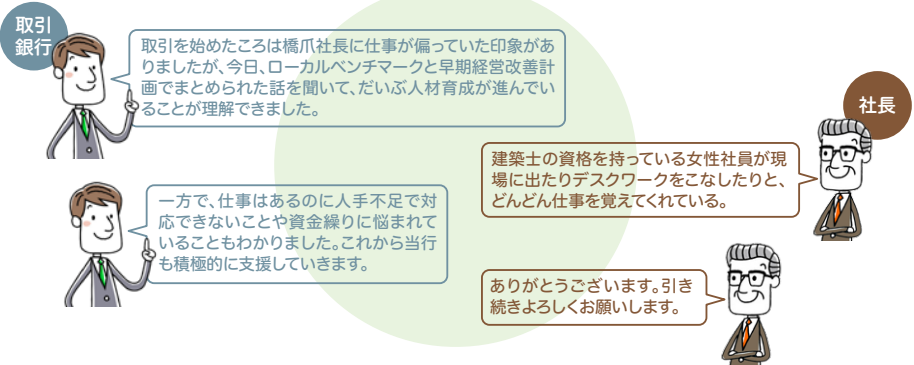 取引
銀行
取引を始めたころは橋爪社長に仕事が偏っていた印象があ
りましたが、今日、ローカルベンチマークと早期経営改善計
画でまとめられた話を聞いて、だいぶ人材育成が進んでい
ることが理解できました。
社長
建築士の資格を持っている女性社員が現
場に出たりデスクワークをこなしたりと、
どんどん仕事を覚えてくれている。
一方で、仕事はあるのに人手不足で対
応できないことや資金繰りに悩まれて
いることもわかりました。これから当行
も積極的に支援していきます。
ありがとうございます。引き
続きよろしくお願いします。